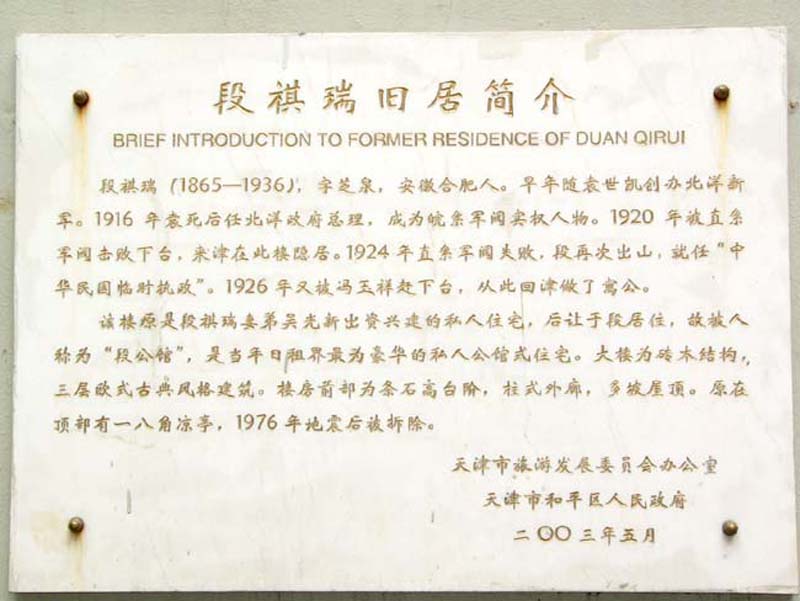 段祺瑞旧居简介
BRIEF INTRODUCTION TO FORMER RESIDENCE OF DUAN QIRUI
段祺瑞（1865—1936），字芝泉，安徽合肥人。早年随袁世凯创办北洋新
军。1916 年袁死后任北洋政府总理，成为皖系军阀实权人物。1920 年被直系
军阀击败下台，来津在此楼隐居。1924 年直系军阀失败，段再次出山，就任“中
华民国临时执政”。1926 年又被冯玉祥赶下台，从此回津做了寓公。
该楼原是段祺瑞妻弟吴光新出资兴建的私人住宅，后让于段居住，故被人
称为“段公馆”，是当年日租界最为豪华的私人公馆式住宅。大楼为砖木结构，
三层欧式古典风格建筑。楼房前部为条石高台阶，柱式外廊，多坡屋顶。原在
顶部有一八角凉亭，1976 年地震后被拆除。
天津市旅游发展委员会办公室
天津市和平区人民政府
二〇〇三年五月